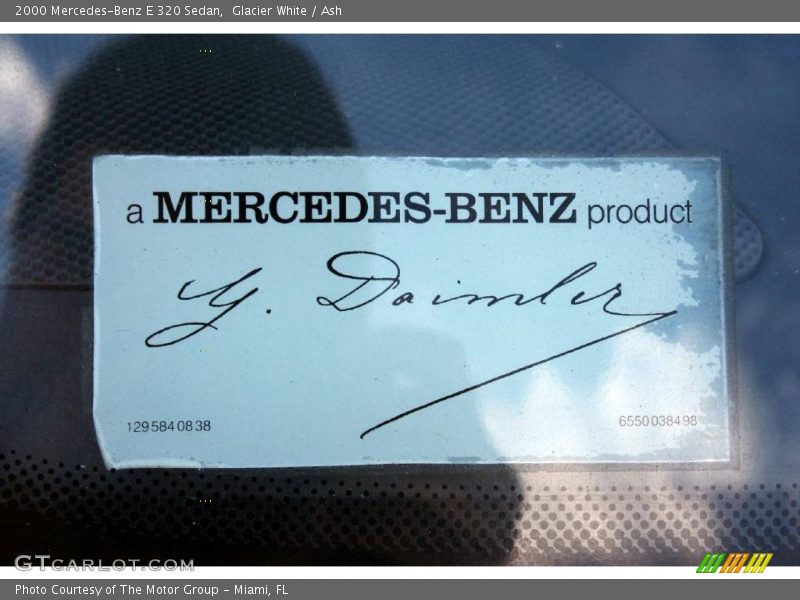 2000 Mercedes-Benz E 320 Sedan,  Glacier White / Ash
a MERCEDES-BENZ product
G. Daimler
1295840838 6550038498
GTCARLOT.COM
Photo Courtesy of The Motor Group - Miami, FL